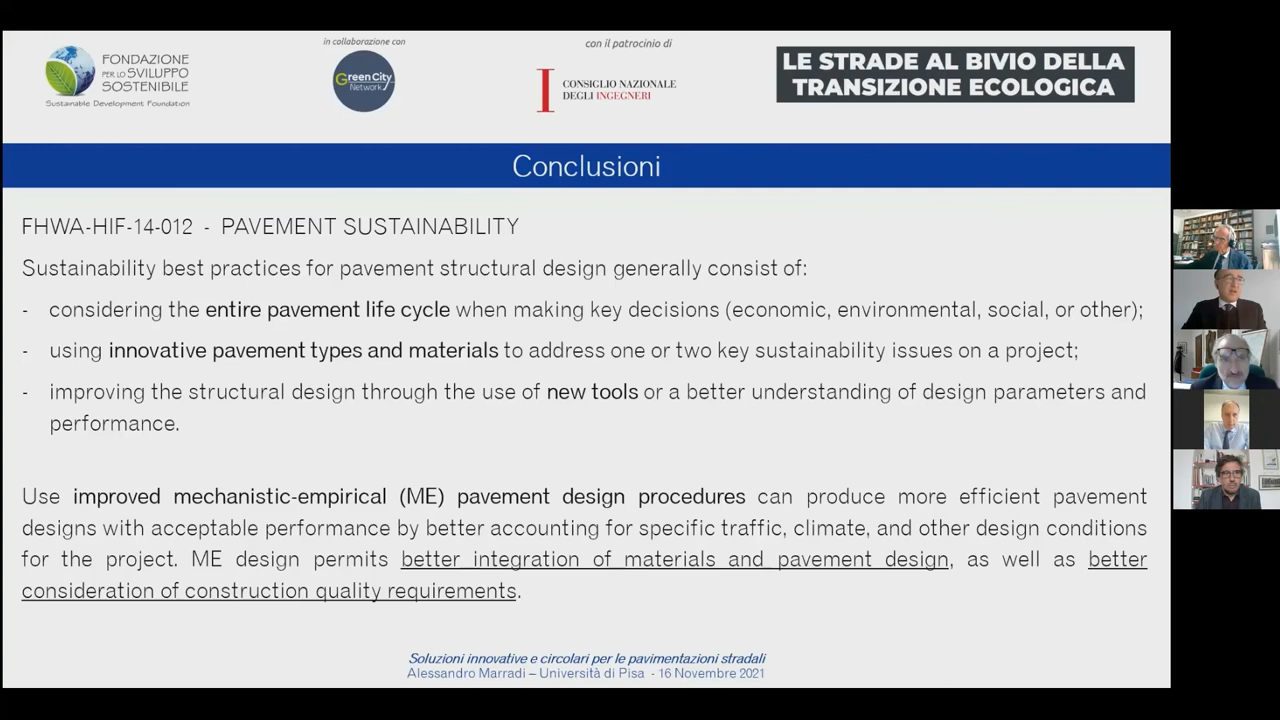 FONDAZIONE
PER LO SVILUPPO
SOSTENIBILE
Sustainable Development Foundation
in collaborazione con
GreenCity
Network
con il patrocinio di
CONSIGLIO NAZIONALE
DEGLI INGEGNERI
LE STRADE AL BIVIO DELLA
TRANSIZIONE ECOLOGICA
Conclusioni
FHWA-HIF-14-012 - PAVEMENT SUSTAINABILITY
Sustainability best practices for pavement structural design generally consist of:
- considering the entire pavement life cycle when making key decisions (economic, environmental, social, or other);
- using innovative pavement types and materials to address one or two key sustainability issues on a project;
- improving the structural design through the use of new tools or a better understanding of design parameters and
performance.
Use improved mechanistic-empirical (ME) pavement design procedures can produce more efficient pavement
designs with acceptable performance by better accounting for specific traffic, climate, and other design conditions
for the project. ME design permits better integration of materials and pavement design, as well as better
consideration of construction quality requirements.
Soluzioni innovative e circolari per le pavimentazioni stradali
Alessandro Marradi – Università di Pisa - 16 Novembre 2021